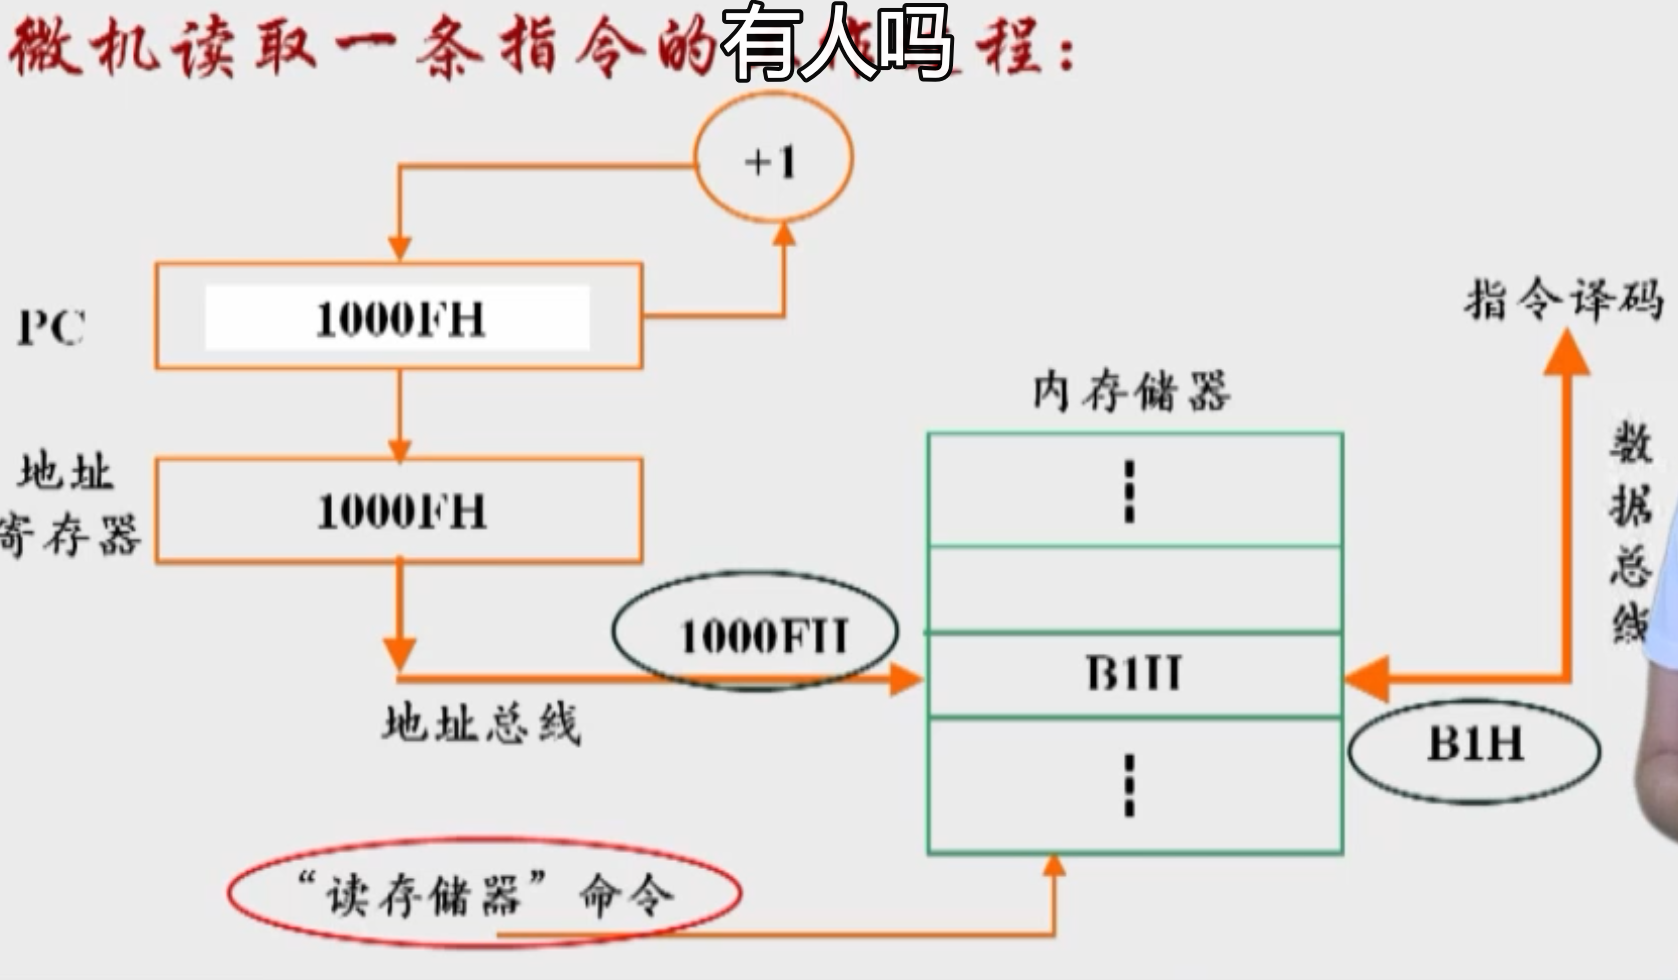 微机读取一条指令的
有人吗
程：
+1
PC
1000FH
指令译码
内存储器
数据总线
地址
寄存器
1000FH
1000FH
B1H
地址总线
B1H
“读存储器”命令